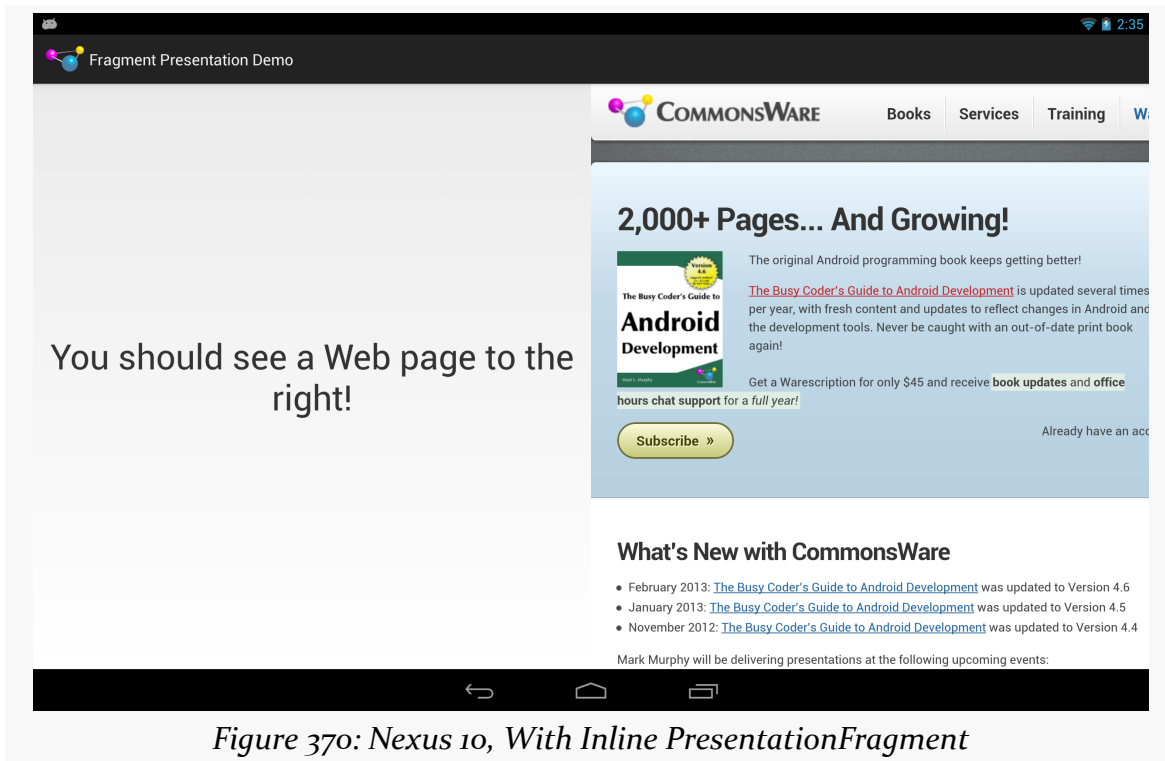 2:35
Fragment Presentation Demo
COMMONSWARE
Books
Services
Training
You should see a Web page to the
right!
2,000+ Pages... And Growing!
Version
4.6
The Busy Coder's Guide to
Android
Development
Mark L. Murphy
CommonsWare
The original Android programming book keeps getting better!
The Busy Coder's Guide to Android Development is updated several times
per year, with fresh content and updates to reflect changes in Android and
the development tools. Never be caught with an out-of-date print book
again!
Get a Warescription for only $45 and receive book updates and office
hours chat support for a full year!
Subscribe »
Already have an acc
What's New with CommonsWare
• February 2013: The Busy Coder's Guide to Android Development was updated to Version 4.6
• January 2013: The Busy Coder's Guide to Android Development was updated to Version 4.5
• November 2012: The Busy Coder's Guide to Android Development was updated to Version 4.4
Mark Murphy will be delivering presentations at the following upcoming events:
Figure 370: Nexus 10, With Inline PresentationFragment